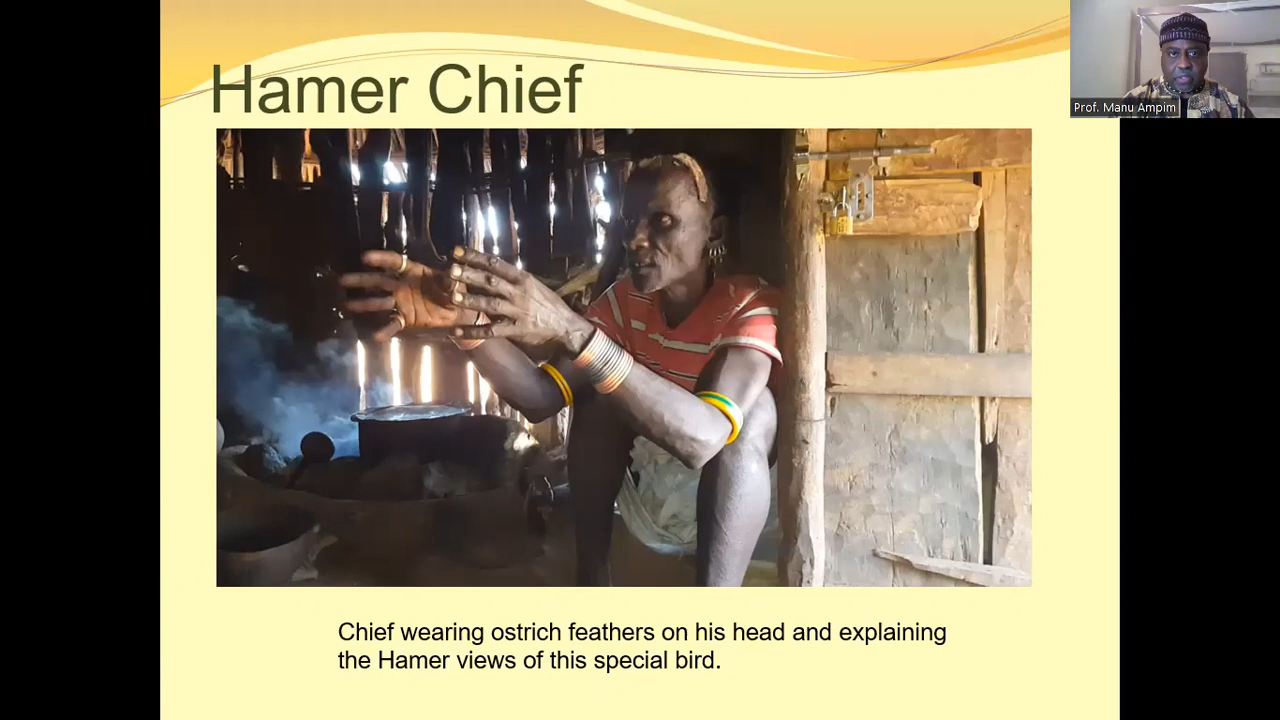 Hamer Chief
Prof. Manu Ampim
Chief wearing ostrich feathers on his head and explaining
the Hamer views of this special bird.